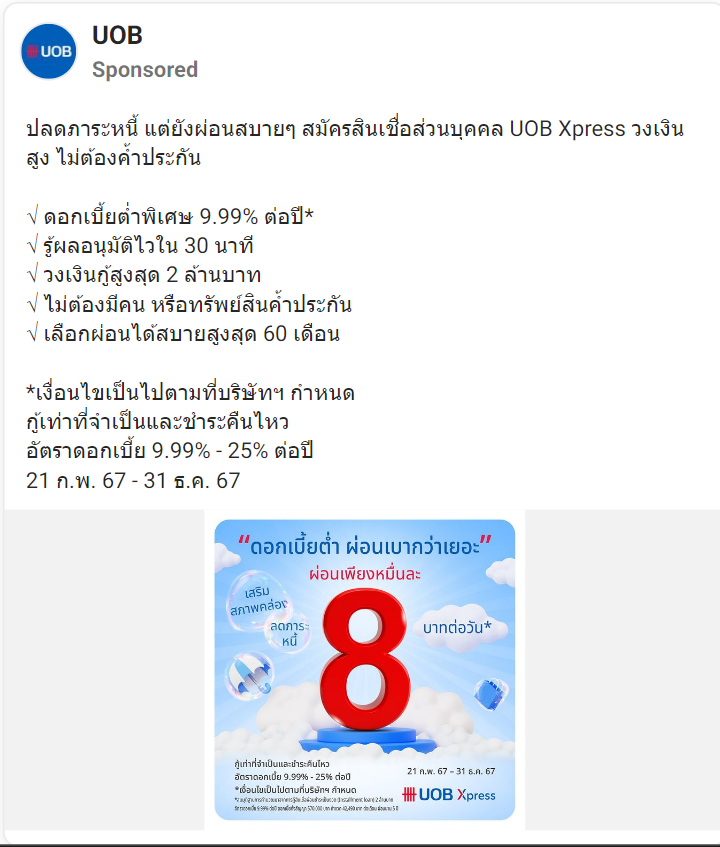 UOB
UOB
Sponsored
ปลดภาระหนี้ แต่ยังผ่อนสบายๆ สมัครสินเชื่อส่วนบุคคล UOB Xpress วงเงิน
สูง ไม่ต้องค้ำประกัน
√ ดอกเบี้ยต่ำพิเศษ 9.99% ต่อปี*
√ รู้ผลอนุมัติไวใน 30 นาที
√ วงเงินกู้สูงสุด 2 ล้านบาท
√ ไม่ต้องมีคน หรือทรัพย์สินค้ำประกัน
√ เลือกผ่อนได้สบายสูงสุด 60 เดือน
*เงื่อนไขเป็นไปตามที่บริษัทฯ กำหนด
กู้เท่าที่จำเป็นและชำระคืนไหว
อัตราดอกเบี้ย 9.99% - 25% ต่อปี
21 ก.พ. 67 - 31 ธ.ค. 67
“ดอกเบี้ยต่ำ ผ่อนเบากว่าเยอะ”
ผ่อนเพียงหมื่นละ
เสริม
สภาพคล่อง
ลดภาระ
หนี้
8
บาทต่อวัน*
กู้เท่าที่จำเป็นและชำระคืนไหว
อัตราดอกเบี้ย 9.99% - 25% ต่อปี
*เงื่อนไขเป็นไปตามที่บริษัทฯ กำหนด
21 ก.พ. 67 – 31 ธ.ค. 67
UOB Xpress